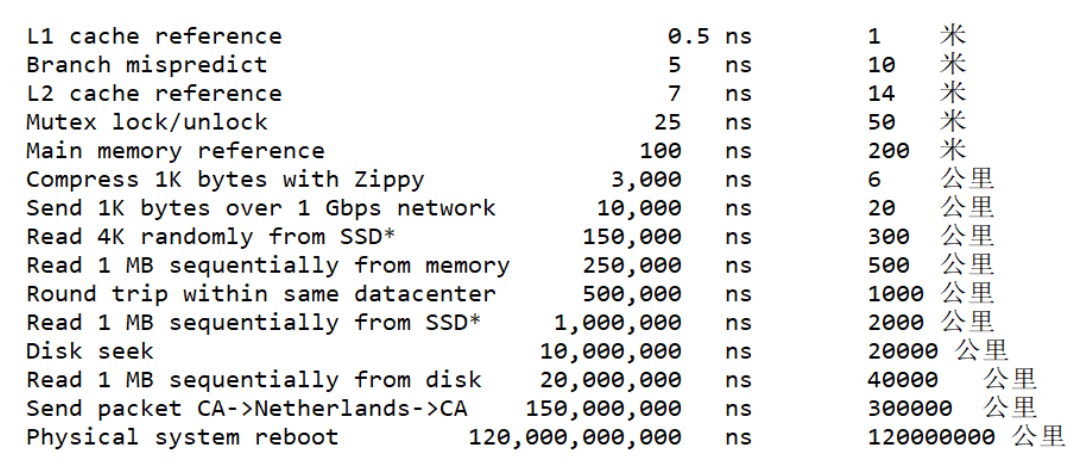 L1 cache reference 0.5 ns 1 米
Branch mispredict 5 ns 10 米
L2 cache reference 7 ns 14 米
Mutex lock/unlock 25 ns 50 米
Main memory reference 100 ns 200 米
Compress 1K bytes with Zippy 3,000 ns 6 公里
Send 1K bytes over 1 Gbps network 10,000 ns 20 公里
Read 4K randomly from SSD* 150,000 ns 300 公里
Read 1 MB sequentially from memory 250,000 ns 500 公里
Round trip within same datacenter 500,000 ns 1000 公里
Read 1 MB sequentially from SSD* 1,000,000 ns 2000 公里
Disk seek 10,000,000 ns 20000 公里
Read 1 MB sequentially from disk 20,000,000 ns 40000 公里
Send packet CA->Netherlands->CA 150,000,000 ns 300000 公里
Physical system reboot 120,000,000,000 ns 120000000 公里